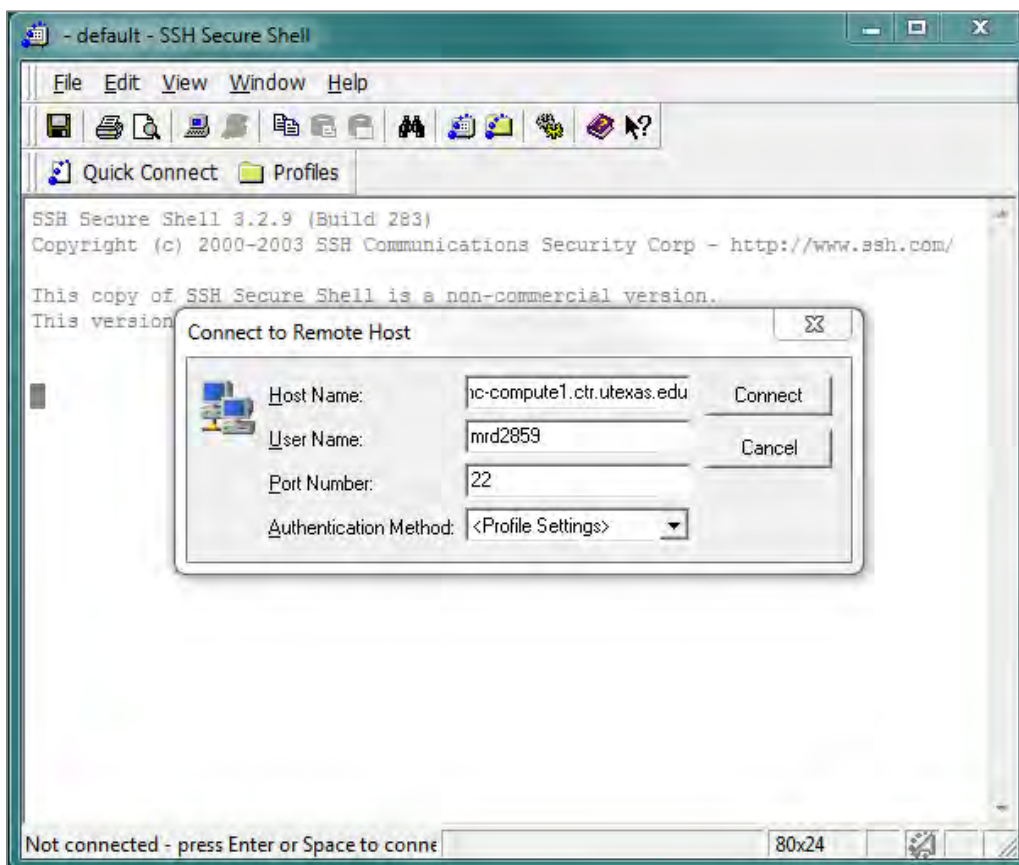 - default - SSH Secure Shell
File Edit View Window Help
Quick Connect Profiles
SSH Secure Shell 3.2.9 (Build 283)
Copyright (c) 2000-2003 SSH Communications Security Corp - http://www.ssh.com/
This copy of SSH Secure Shell is a non-commercial version.
This version
Connect to Remote Host
Host Name: nc-compute1.ctr.utexas.edu Connect
User Name: mrd2859 Cancel
Port Number: 22
Authentication Method: <Profile Settings>
Not connected - press Enter or Space to conne 80x24